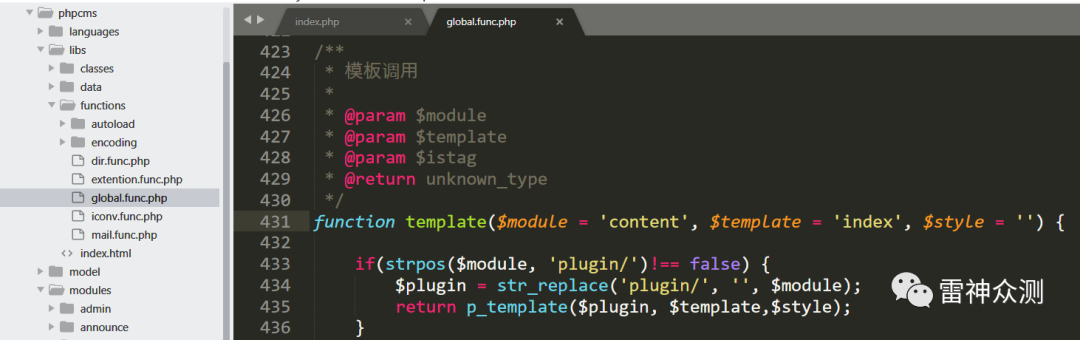 phpcms
languages
libs
classes
data
functions
autoload
encoding
dir.func.php
extention.func.php
global.func.php
iconv.func.php
mail.func.php
index.html
model
modules
admin
announce
index.php × global.func.php ×
423 /**
424 * 模板调用
425 *
426 * @param $module
427 * @param $template
428 * @param $istag
429 * @return unknown_type
430 */
431 function template($module = 'content', $template = 'index', $style = '') {
432
433 if(strpos($module, 'plugin/')!== false) {
434 $plugin = str_replace('plugin/', '', $module);
435 return p_template($plugin, $template,$style);
436 }
雷神众测